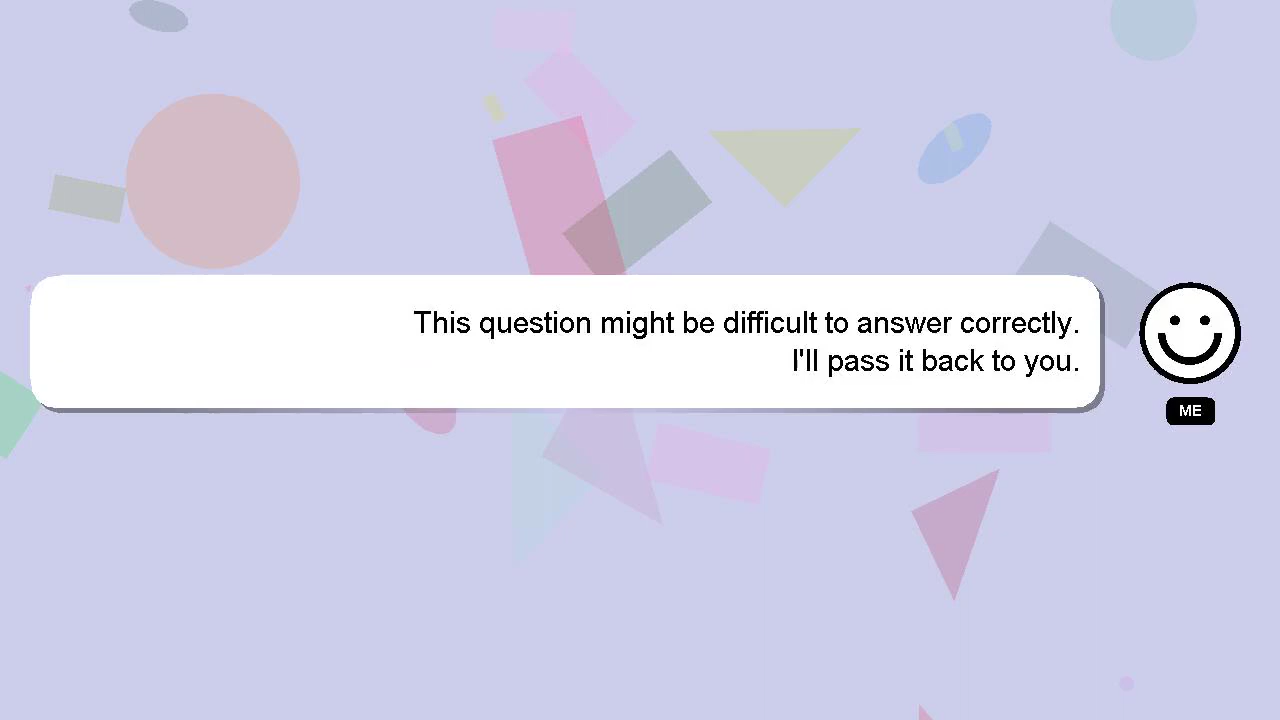 This question might be difficult to answer correctly.
I'll pass it back to you.
ME